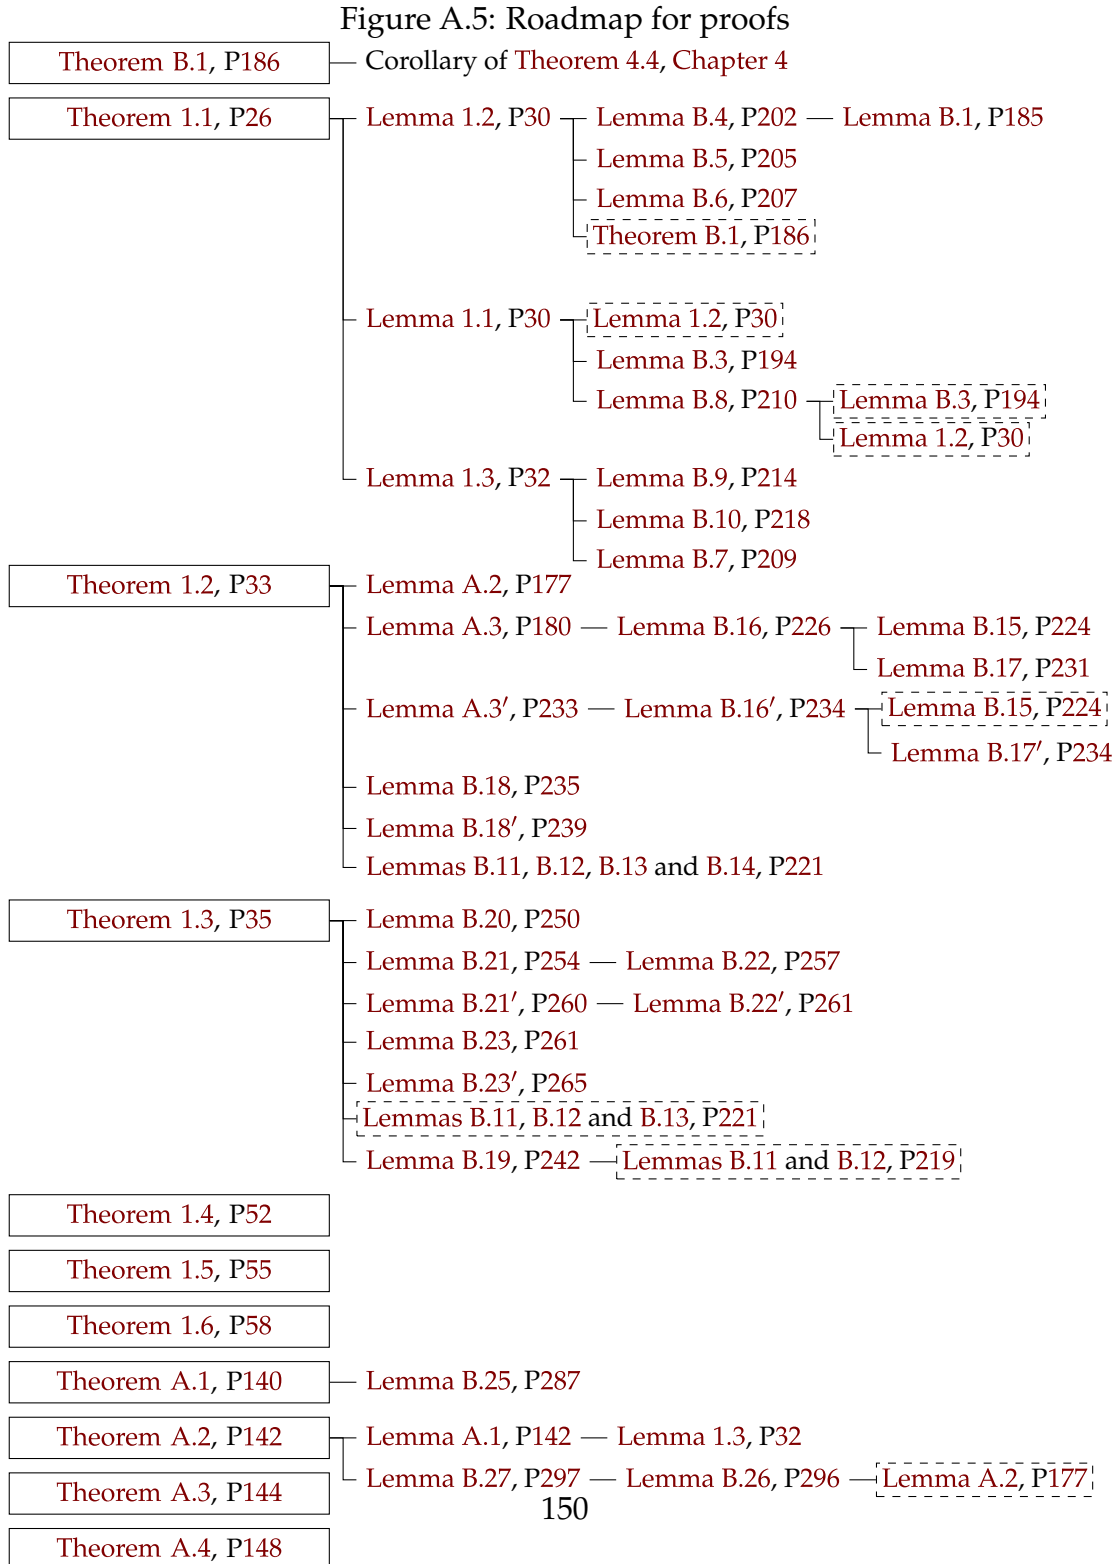 Figure A.5: Roadmap for proofs
Theorem B.1, P186 Corollary of Theorem 4.4, Chapter 4
Theorem 1.1, P26 Lemma 1.2, P30 Lemma B.4, P202 Lemma B.1, P185
Lemma B.5, P205
Lemma B.6, P207
Theorem B.1, P186
Lemma 1.1, P30 Lemma 1.2, P30
Lemma B.3, P194
Lemma B.8, P210 Lemma B.3, P194
Lemma 1.2, P30
Lemma 1.3, P32 Lemma B.9, P214
Lemma B.10, P218
Lemma B.7, P209
Theorem 1.2, P33 Lemma A.2, P177
Lemma A.3, P180 Lemma B.16, P226 Lemma B.15, P224
Lemma B.17, P231
Lemma A.3′, P233 Lemma B.16′, P234 Lemma B.15, P224
Lemma B.17′, P234
Lemma B.18, P235
Lemma B.18′, P239
Lemmas B.11, B.12, B.13 and B.14, P221
Theorem 1.3, P35 Lemma B.20, P250
Lemma B.21, P254 Lemma B.22, P257
Lemma B.21′, P260 Lemma B.22′, P261
Lemma B.23, P261
Lemma B.23′, P265
Lemmas B.11, B.12 and B.13, P221
Lemma B.19, P242 Lemmas B.11 and B.12, P219
Theorem 1.4, P52
Theorem 1.5, P55
Theorem 1.6, P58
Theorem A.1, P140 Lemma B.25, P287
Theorem A.2, P142 Lemma A.1, P142 Lemma 1.3, P32
Lemma B.27, P297 Lemma B.26, P296 Lemma A.2, P177
Theorem A.3, P144
150
Theorem A.4, P148